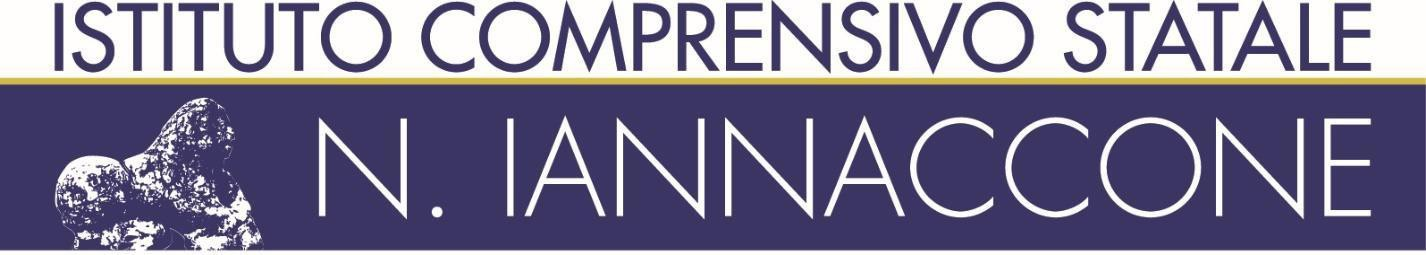 ISTITUTO COMPRENSIVO STATALE
N. IANNACCONE